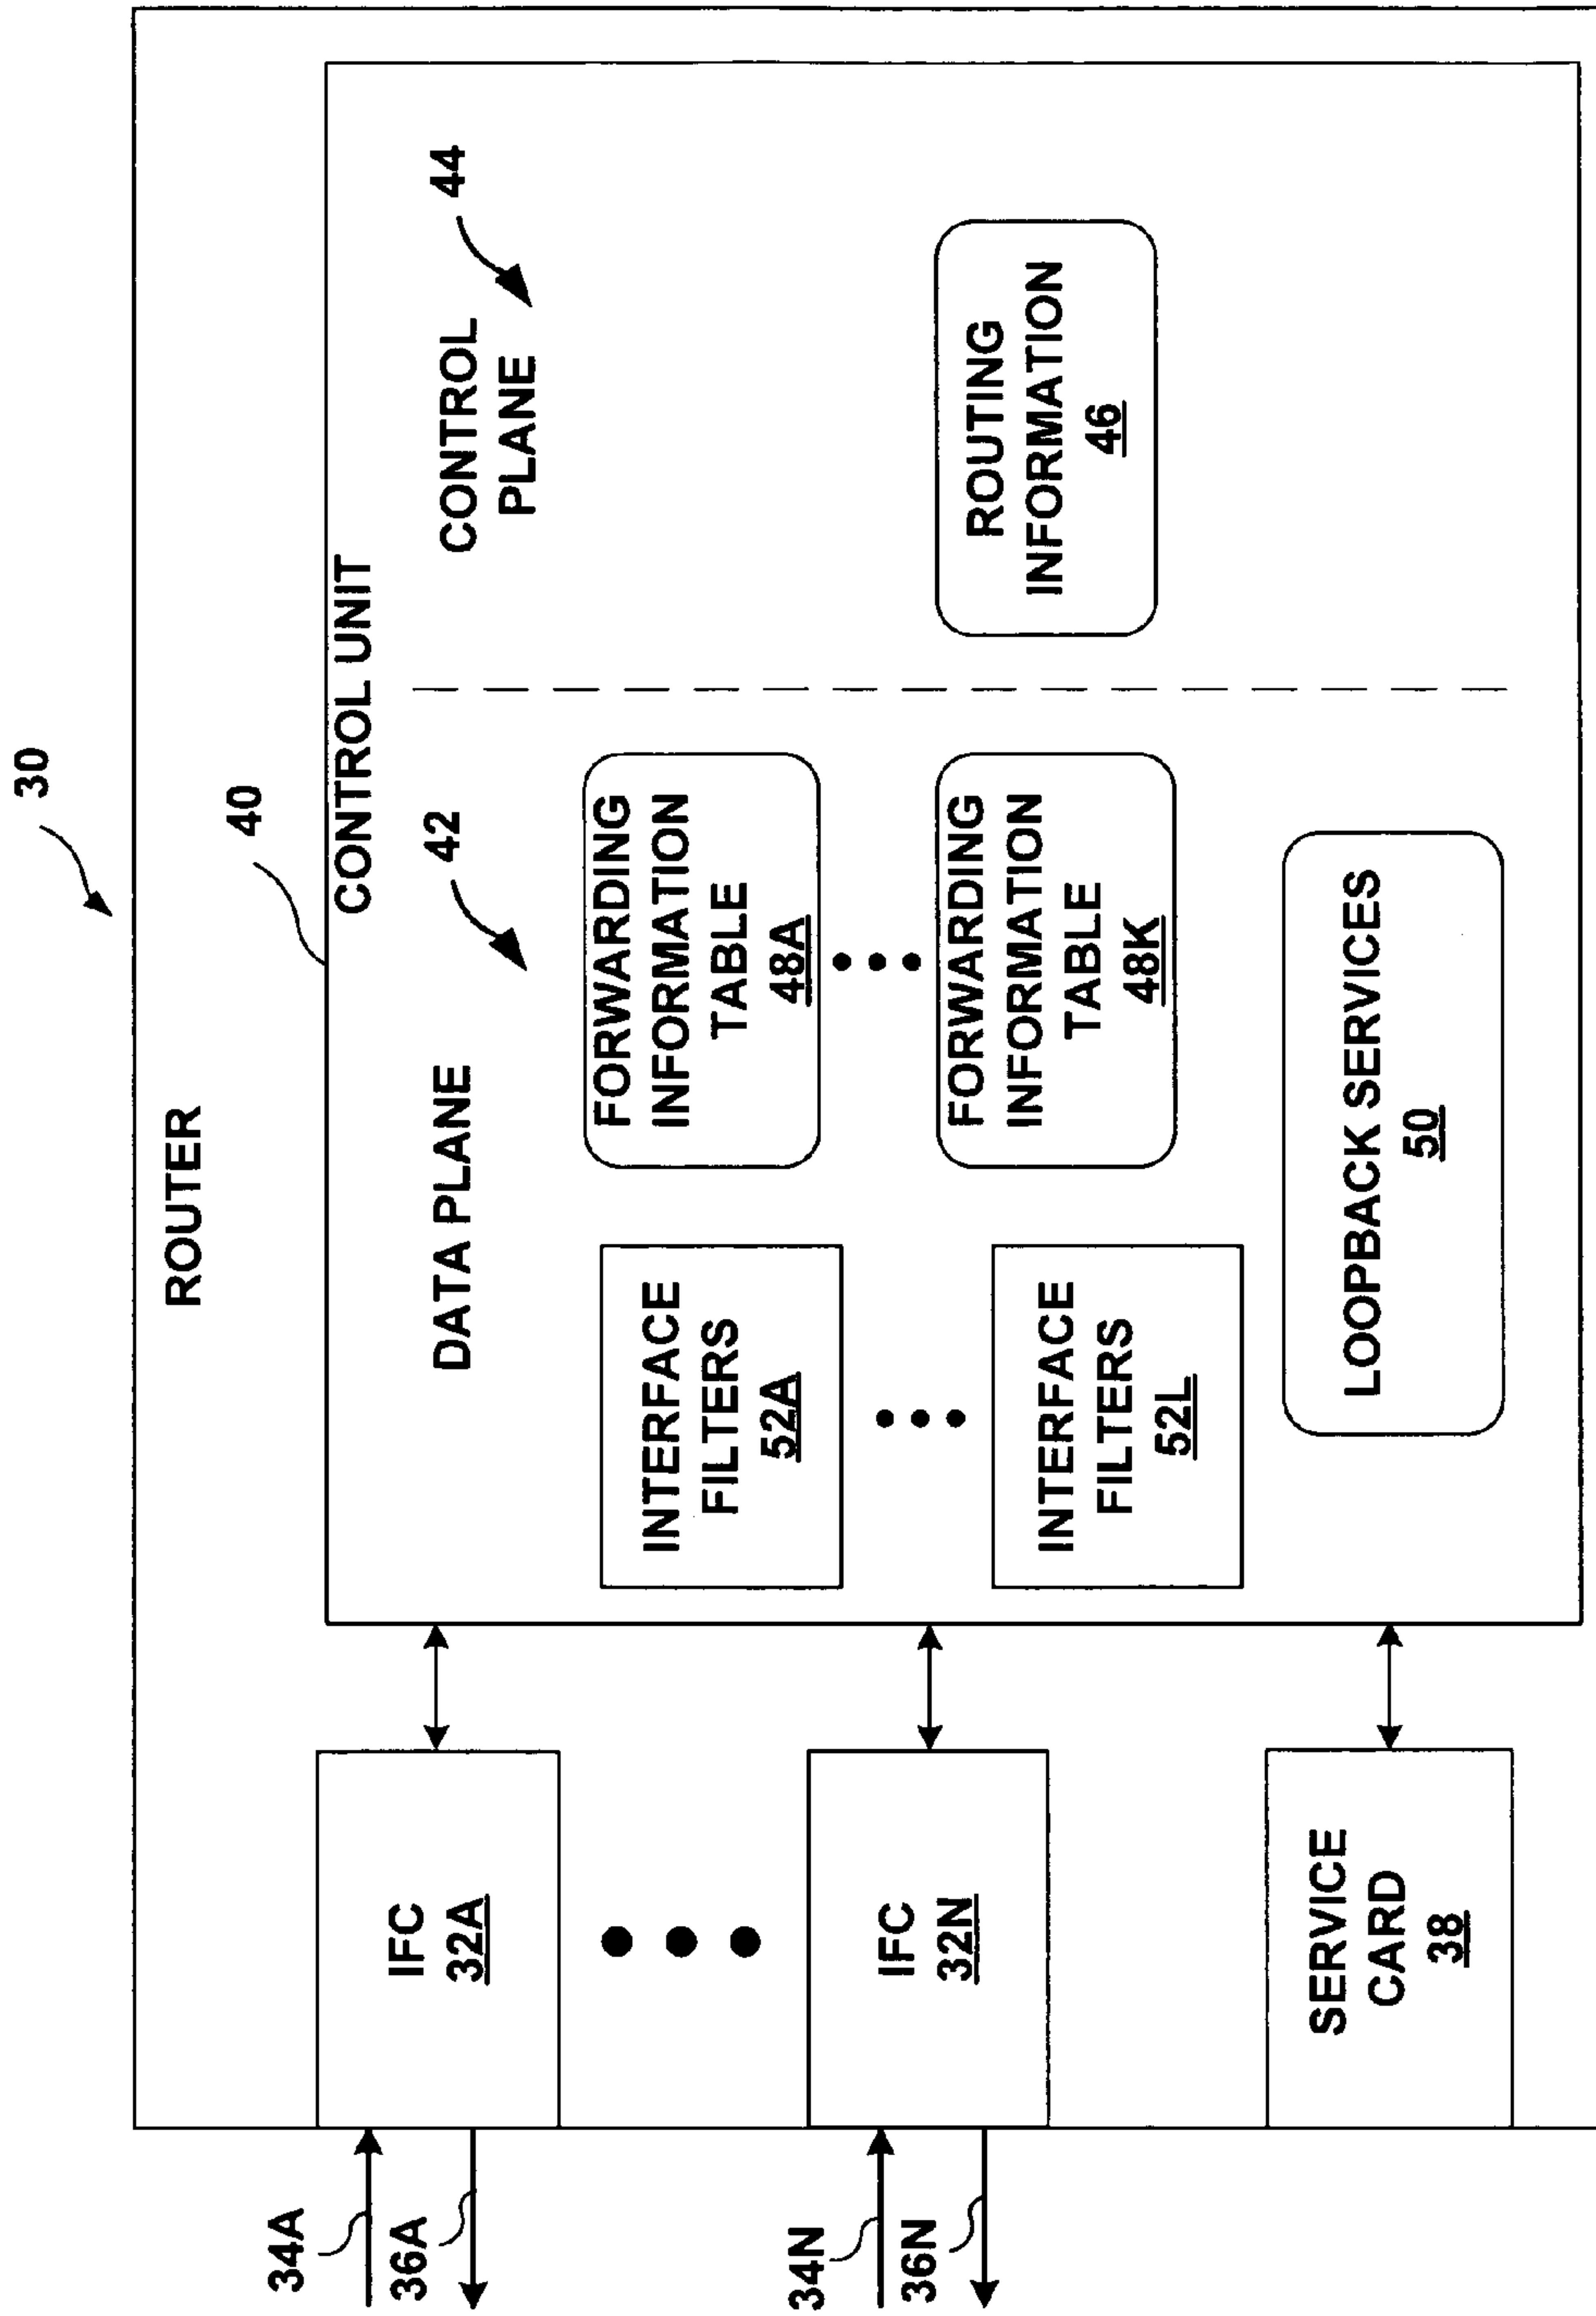 30
ROUTER
40
CONTROL UNIT
DATA PLANE
42
CONTROL
PLANE
44
34A
36A
IFC
32A
34N
36N
IFC
32N
SERVICE
CARD
38
INTERFACE
FILTERS
52A
INTERFACE
FILTERS
52L
FORWARDING
INFORMATION
TABLE
48A
FORWARDING
INFORMATION
TABLE
48K
LOOPBACK SERVICES
50
ROUTING
INFORMATION
46